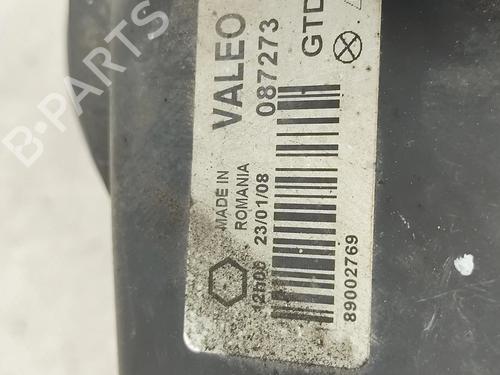 VALEO
087273
GTD
MADE IN
ROMANIA
23/01/08
89002769
B-PARTS